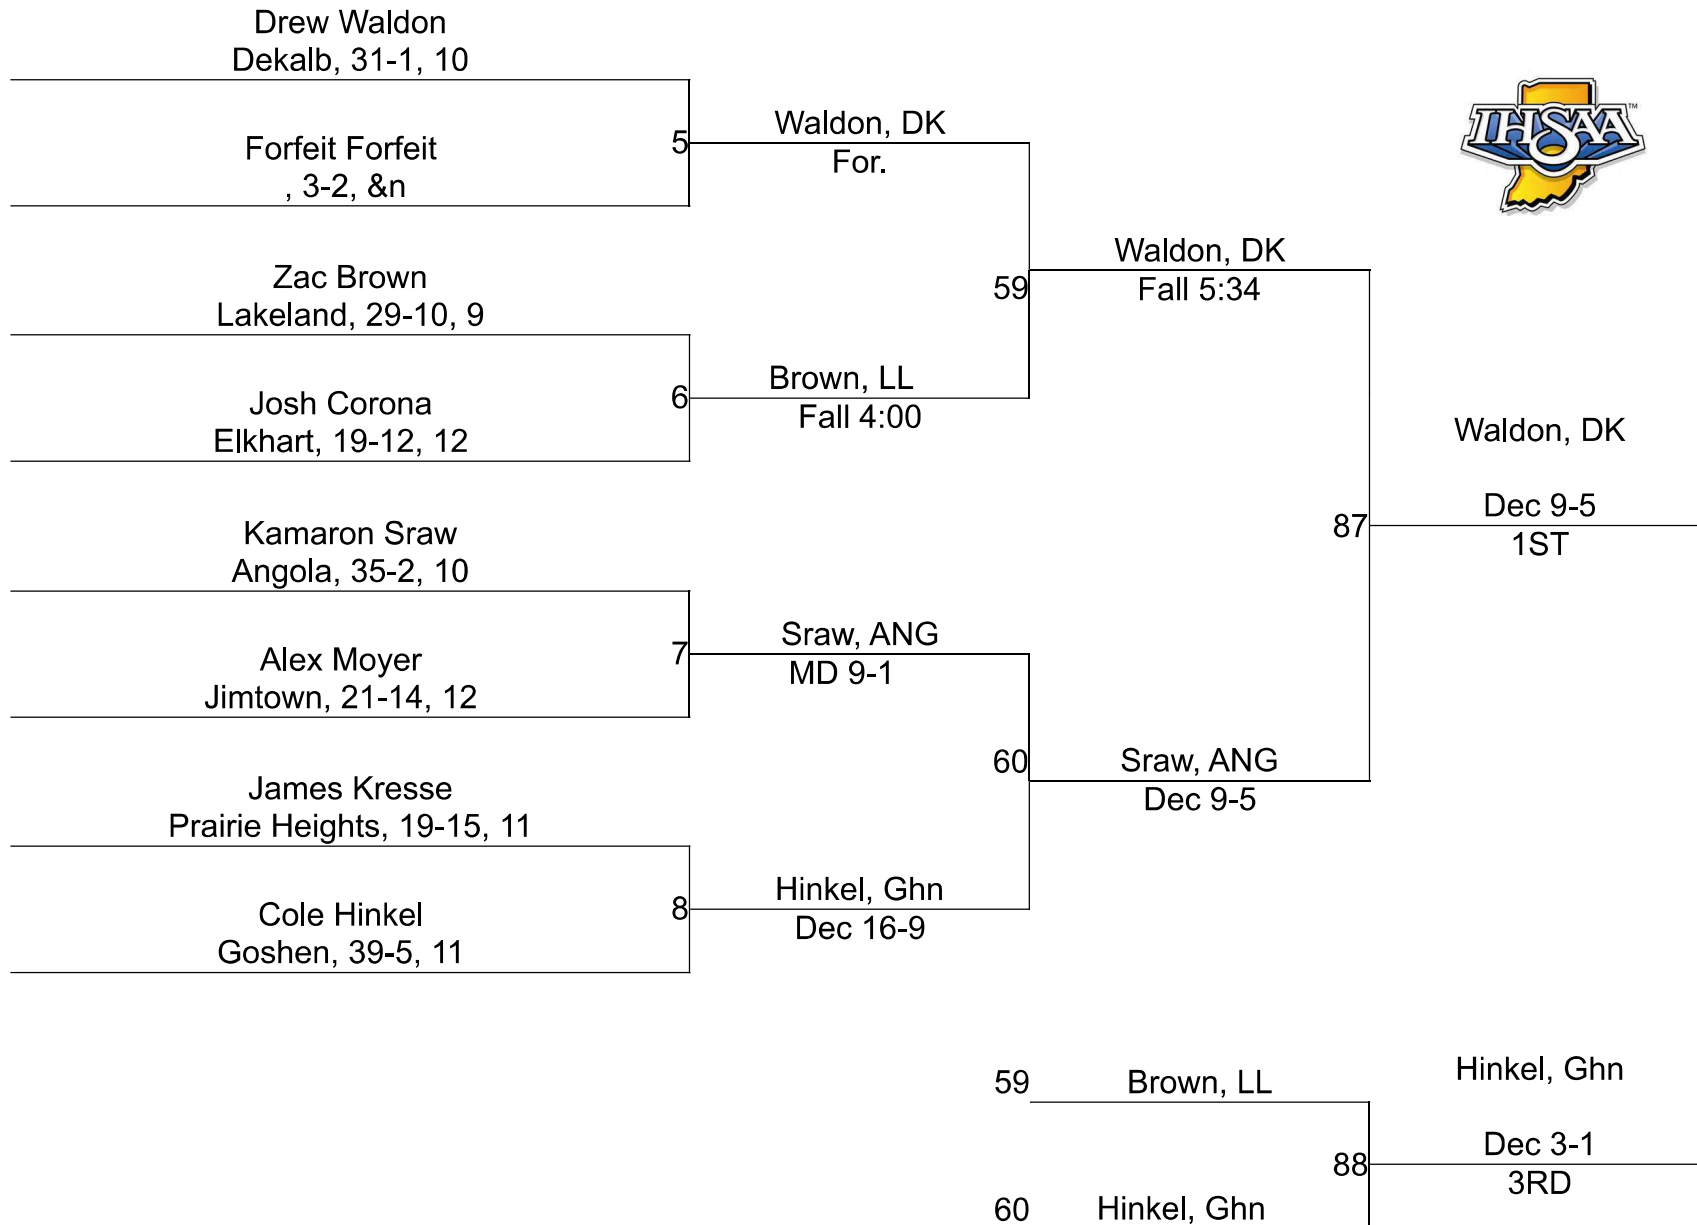 Drew Waldon
Dekalb, 31-1, 10
Forfeit Forfeit
, 3-2, &n
5
Waldon, DK
For.
IHSAA™
Zac Brown
Lakeland, 29-10, 9
Josh Corona
Elkhart, 19-12, 12
6
Brown, LL
Fall 4:00
59
Waldon, DK
Fall 5:34
Kamaron Sraw
Angola, 35-2, 10
Alex Moyer
Jimtown, 21-14, 12
7
Sraw, ANG
MD 9-1
James Kresse
Prairie Heights, 19-15, 11
Cole Hinkel
Goshen, 39-5, 11
8
Hinkel, Ghn
Dec 16-9
60
Sraw, ANG
Dec 9-5
87
Waldon, DK
Dec 9-5
1ST
59
Brown, LL
60
Hinkel, Ghn
88
Hinkel, Ghn
Dec 3-1
3RD